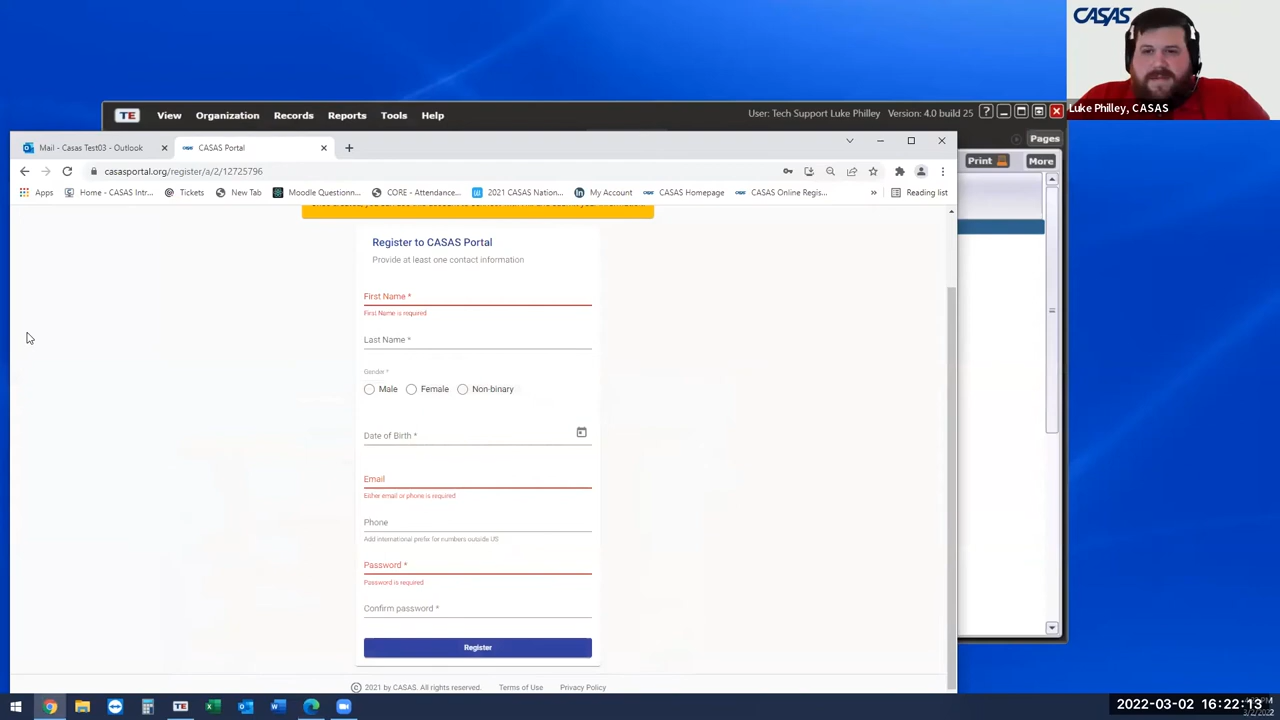 CASAS
Luke Philley, CASAS
TE View Organization Records Reports Tools Help
User: Tech Support Luke Philley Version: 4.0 build 25 ?
Pages
Print More
Mail - Casas Test03 - Outlook
CASAS Portal
casasportal.org/register/a/2/12725796
Apps Home - CASAS Intr... Tickets New Tab Moodle Questionn... CORE - Attendance... 2021 CASAS Nation... My Account CASAS Homepage CASAS Online Regis... » Reading list
Register to CASAS Portal
Provide at least one contact information
First Name *
First Name is required
Last Name *
Gender *
Male Female Non-binary
Date of Birth *
Email
Either email or phone is required
Phone
Add international prefix for numbers outside US
Password *
Password is required
Confirm password *
Register
© 2021 by CASAS. All rights reserved. Terms of Use Privacy Policy
TE
2022-03-02 16:22:13